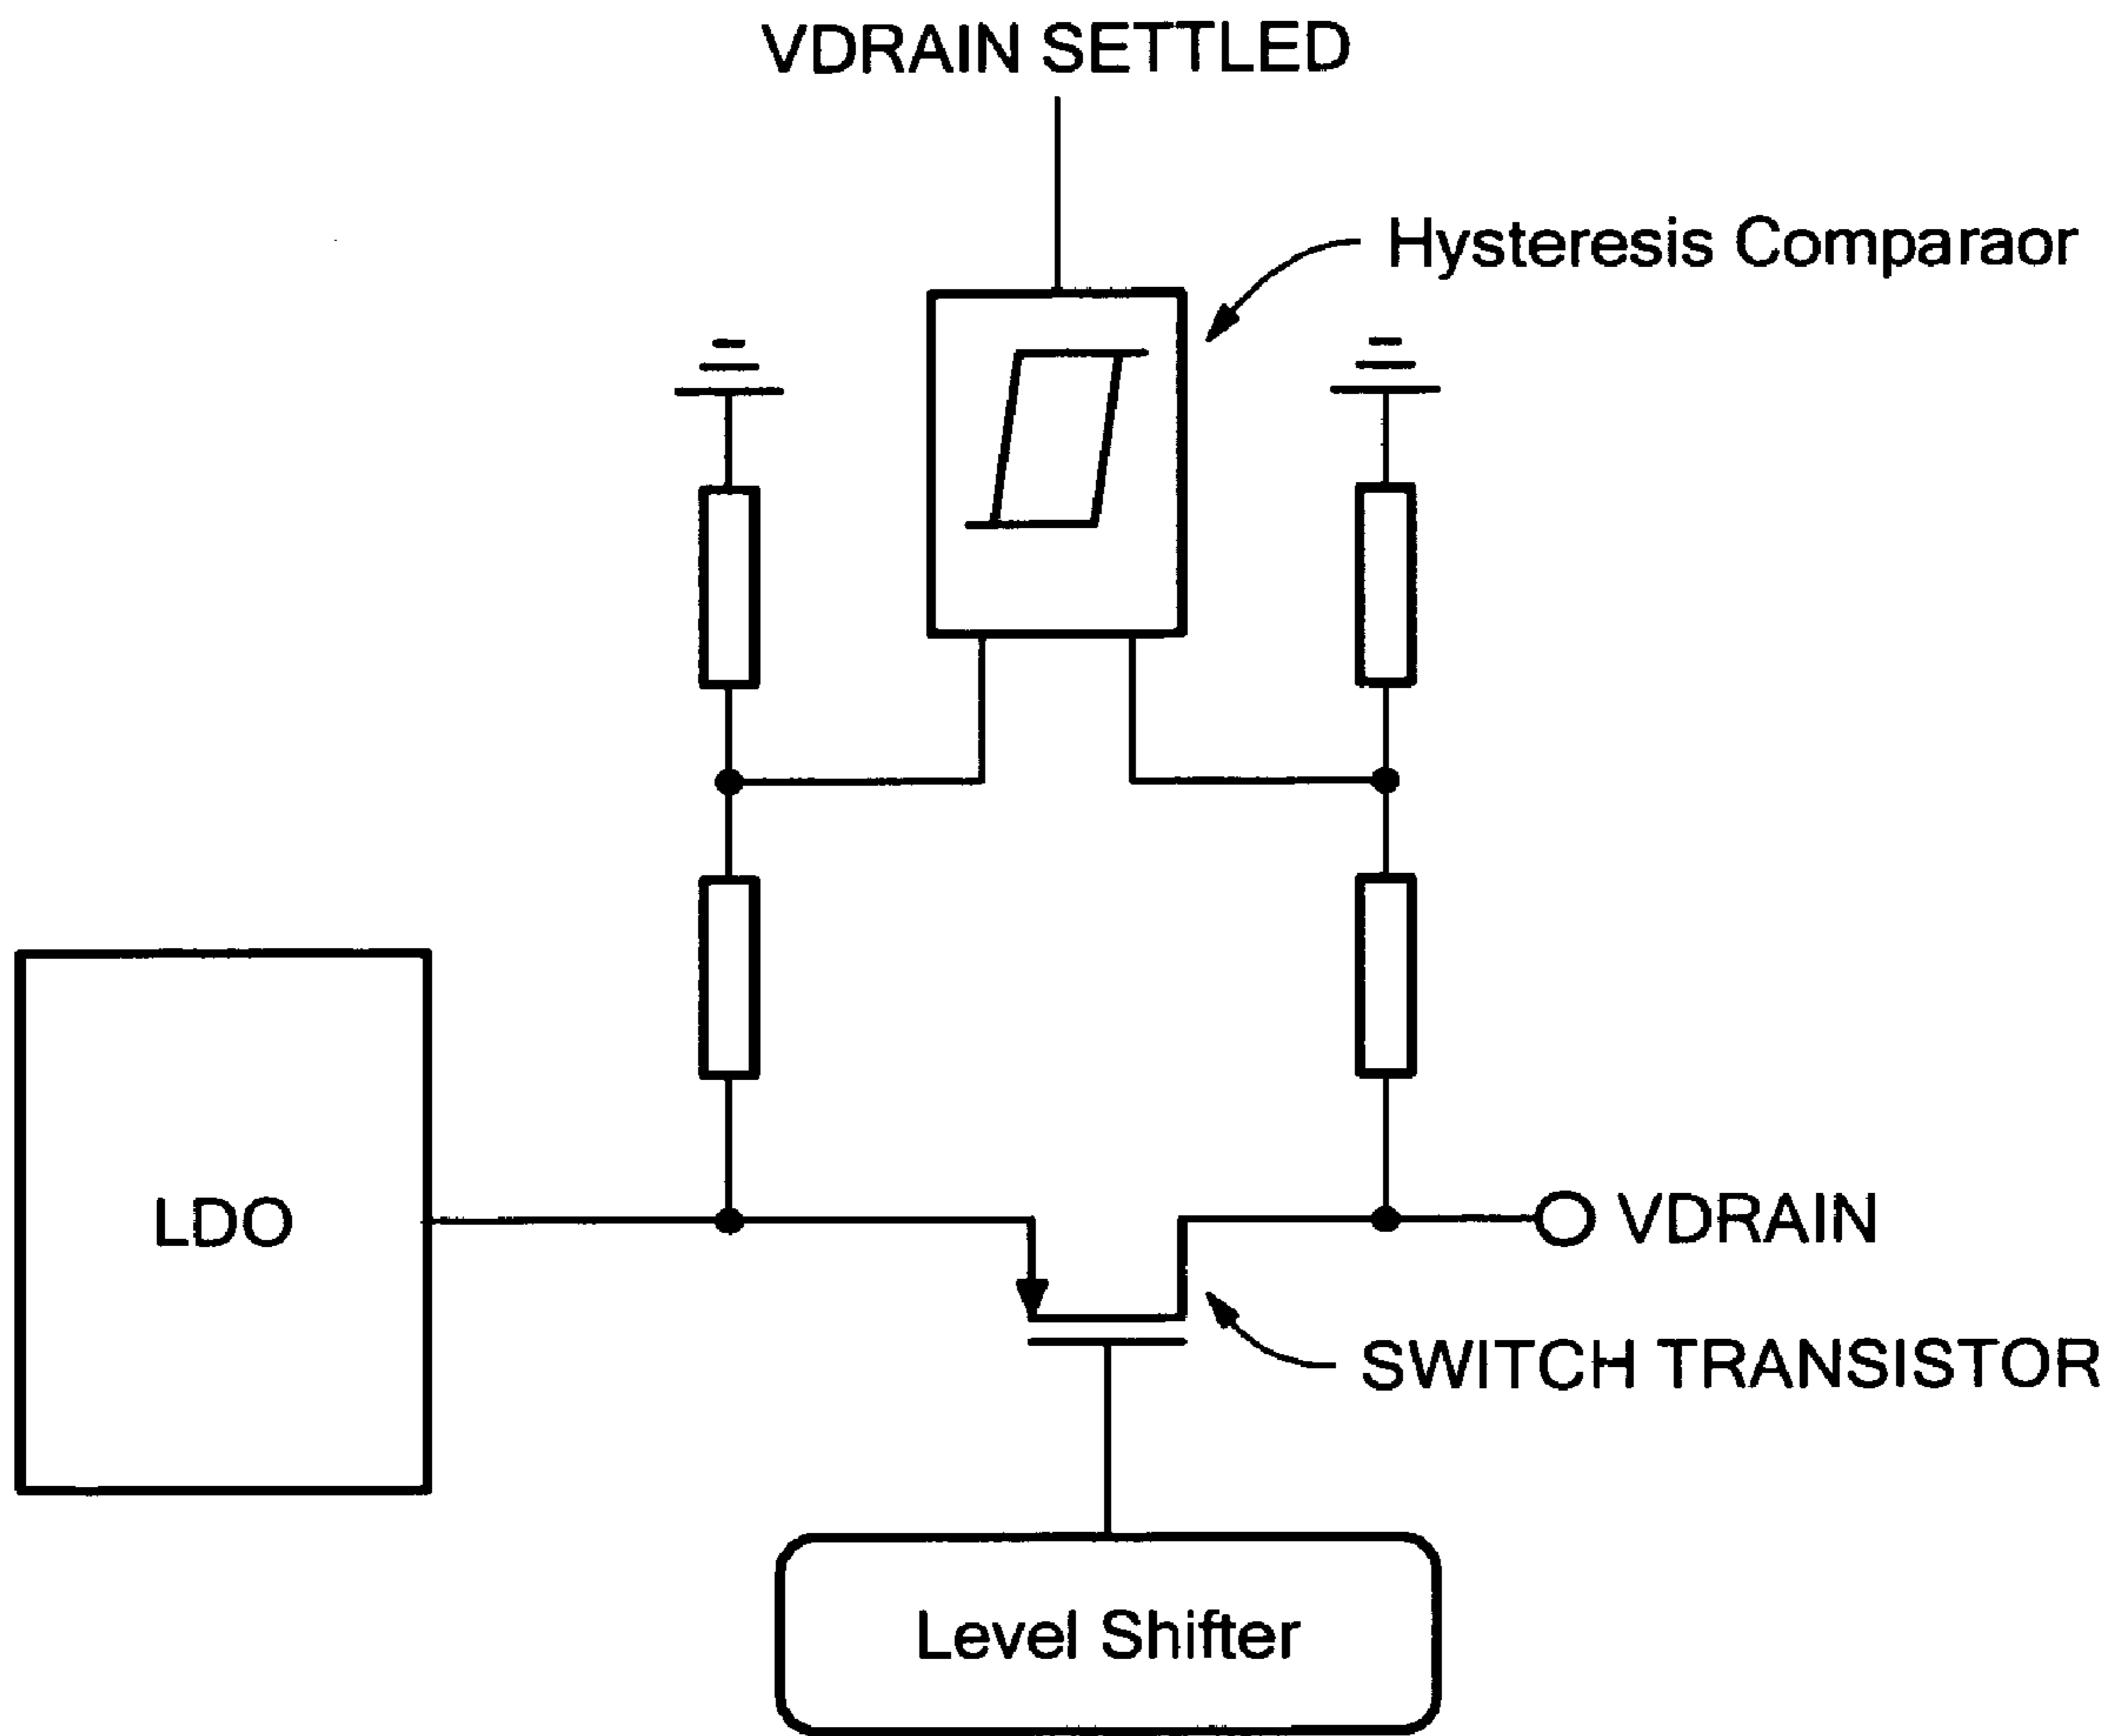 VDRAIN SETTLED
Hysteresis Comparaor
LDO
VDRAIN
SWITCH TRANSISTOR
Level Shifter